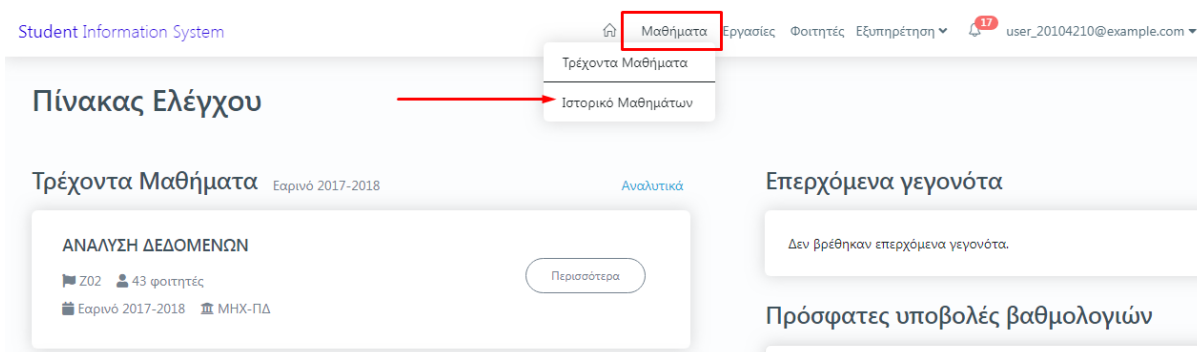 Student Information System
Μαθήματα Εργασίες Φοιτητές Εξυπηρέτηση 17 user_20104210@example.com
Τρέχοντα Μαθήματα
Ιστορικό Μαθημάτων
Πίνακας Ελέγχου
Τρέχοντα Μαθήματα Εαρινό 2017-2018 Αναλυτικά
ΑΝΑΛΥΣΗ ΔΕΔΟΜΕΝΩΝ
Z02 43 φοιτητές
Εαρινό 2017-2018 ΜΗΧ-ΠΔ
Περισσότερα
Επερχόμενα γεγονότα
Δεν βρέθηκαν επερχόμενα γεγονότα.
Πρόσφατες υποβολές βαθμολογιών